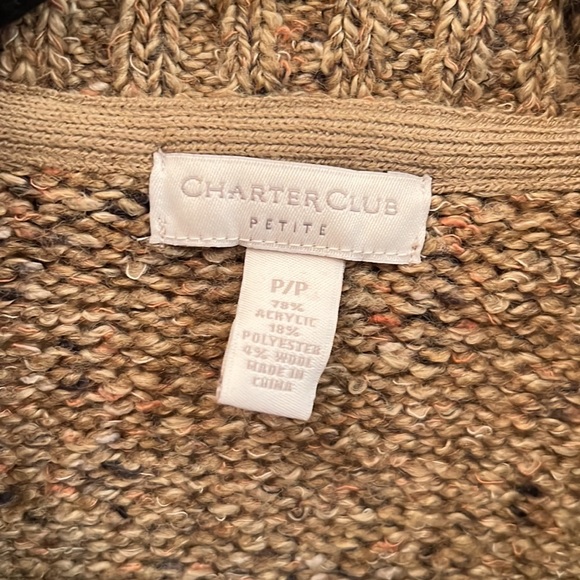 CHARTER CLUB
PETITE
P/P
78%
ACRYLIC
18%
POLYESTER
4% WOOL
MADE IN
CHINA